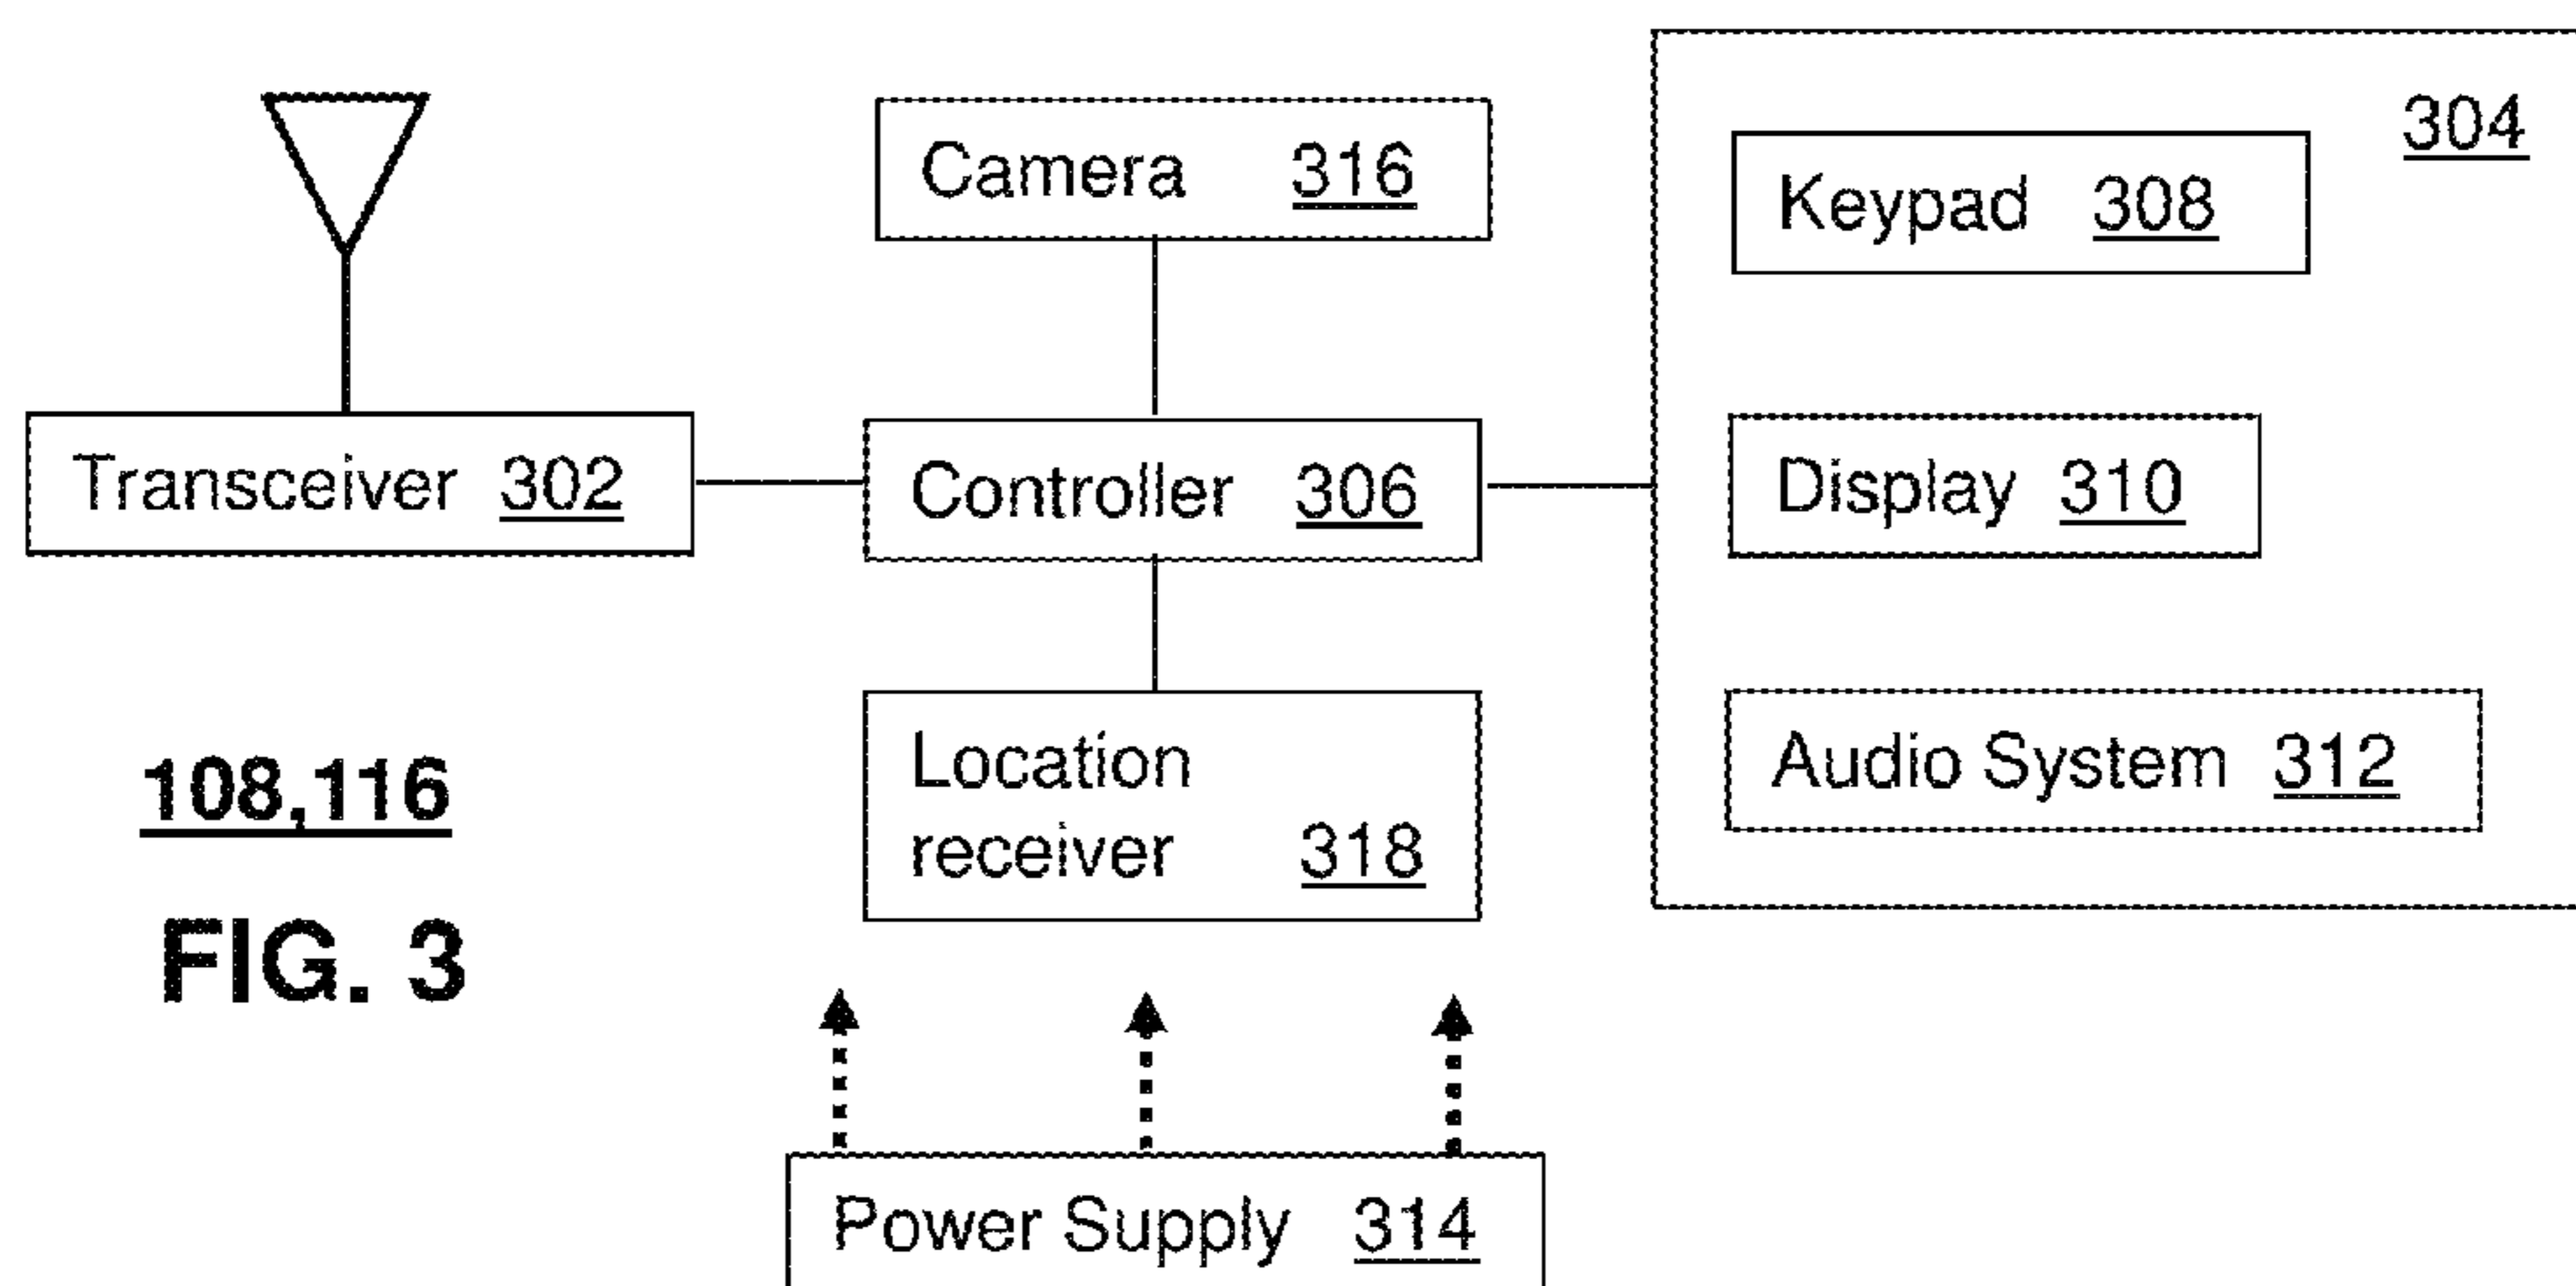 304
Camera 316
Keypad 308
Transceiver 302
Controller 306
Display 310
Location
receiver 318
Audio System 312
108,116
FIG. 3
Power Supply 314